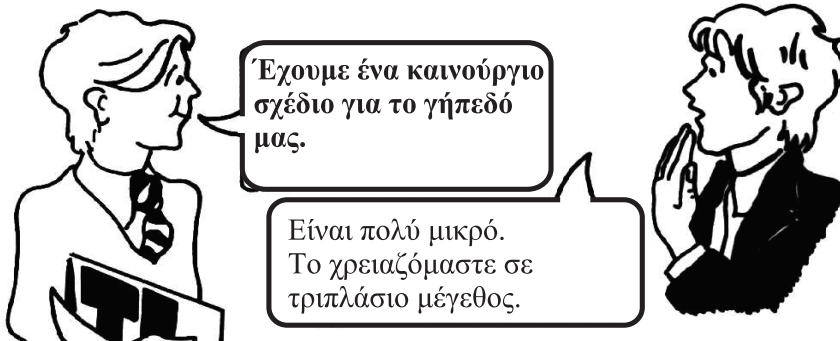 Έχουμε ένα καινούργιο
σχέδιο για το γήπεδό
μας.
Είναι πολύ μικρό.
Το χρειαζόμαστε σε
τριπλάσιο μέγεθος.